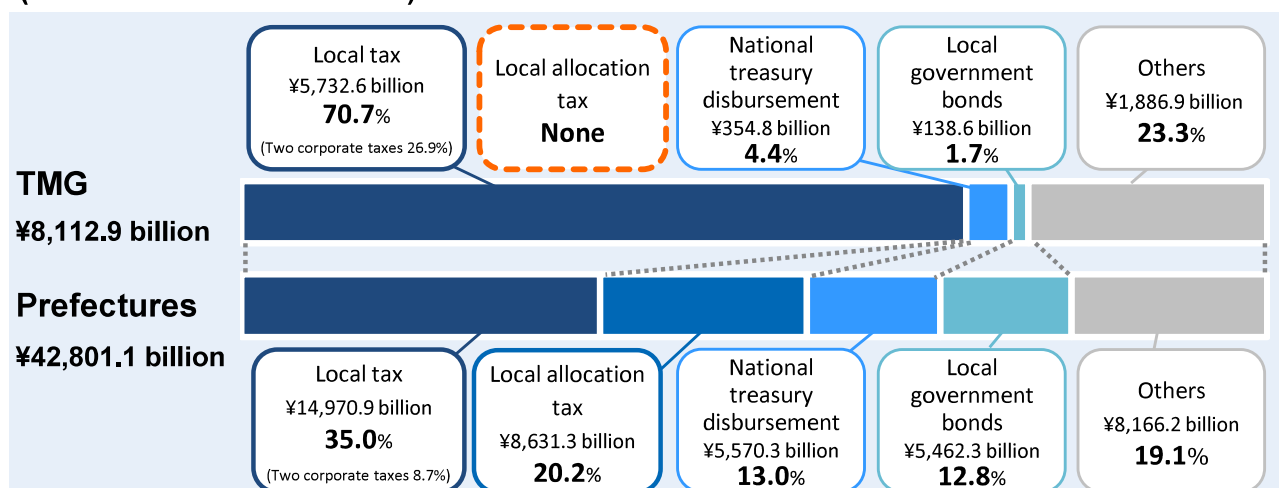 Local tax
¥5,732.6 billion
70.7%
(Two corporate taxes 26.9%)
Local allocation
tax
None
National
treasury
disbursement
¥354.8 billion
4.4%
Local
government
bonds
¥138.6 billion
1.7%
Others
¥1,886.9 billion
23.3%
TMG
¥8,112.9 billion
Prefectures
¥42,801.1 billion
Local tax
¥14,970.9 billion
35.0%
(Two corporate taxes 8.7%)
Local allocation
tax
¥8,631.3 billion
20.2%
National
treasury
disbursement
¥5,570.3 billion
13.0%
Local
government
bonds
¥5,462.3 billion
12.8%
Others
¥8,166.2 billion
19.1%